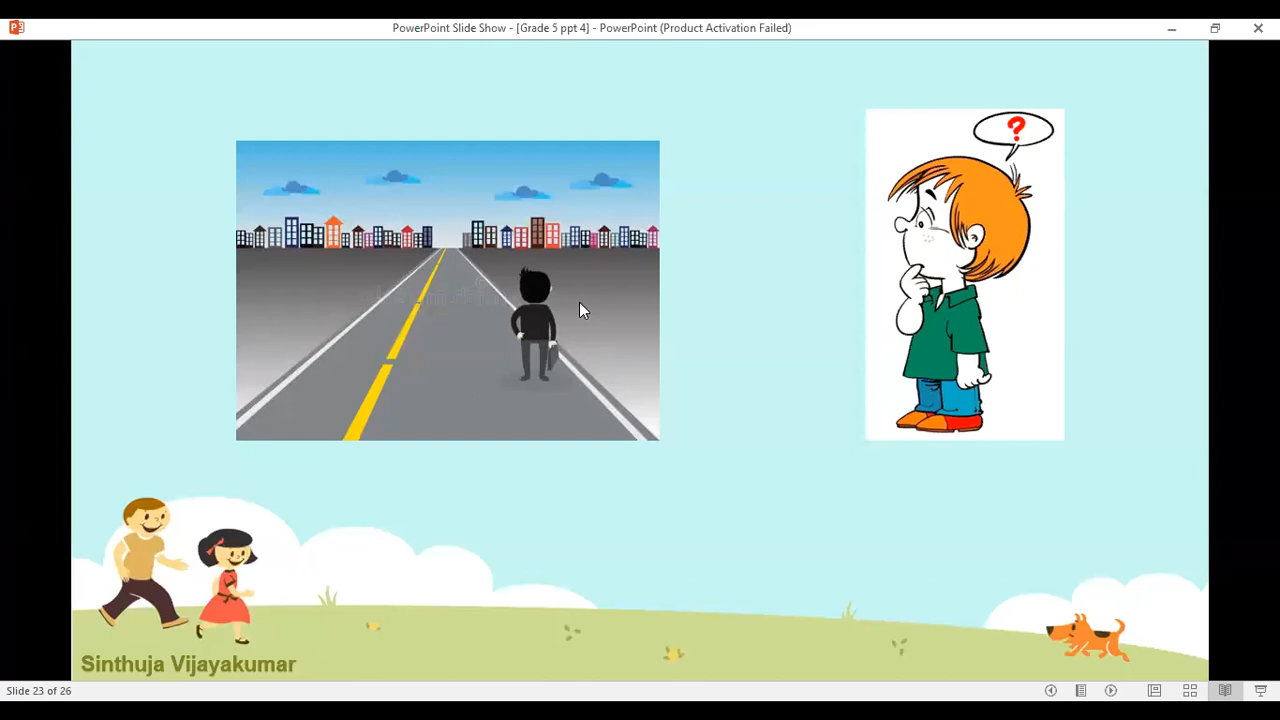 PowerPoint Slide Show - [Grade 5 ppt 4] - PowerPoint (Product Activation Failed)
?
Sinthuja Vijayakumar
Slide 23 of 26